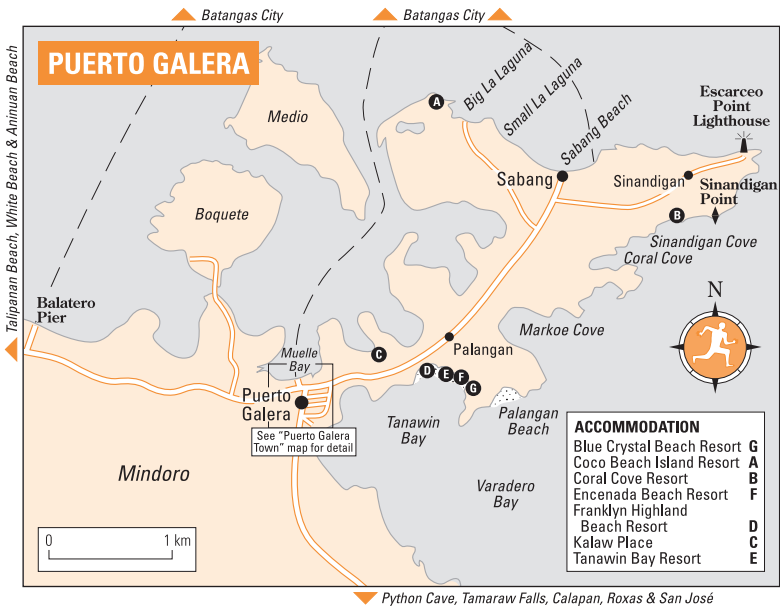 Batangas City
Batangas City
PUERTO GALERA
Talipanan Beach, White Beach & Aninuan Beach
Medio
A
Big La Laguna
Small La Laguna
Sabang Beach
Escarceo
Point
Lighthouse
Sabang
Sinandigan
Sinandigan
Point
B
Boquete
Sinandigan Cove
Coral Cove
N
Balatero
Pier
Markoe Cove
Muelle
Bay
C
Palangan
D
E
F
G
Puerto
Galera
See "Puerto Galera
Town" map for detail
Tanawin
Bay
Palangan
Beach
Mindoro
Varadero
Bay
ACCOMMODATION
Blue Crystal Beach Resort G
Coco Beach Island Resort A
Coral Cove Resort B
Encenada Beach Resort F
Franklyn Highland
Beach Resort D
Kalaw Place C
Tanawin Bay Resort E
0 1 km
Python Cave, Tamaraw Falls, Calapan, Roxas & San José